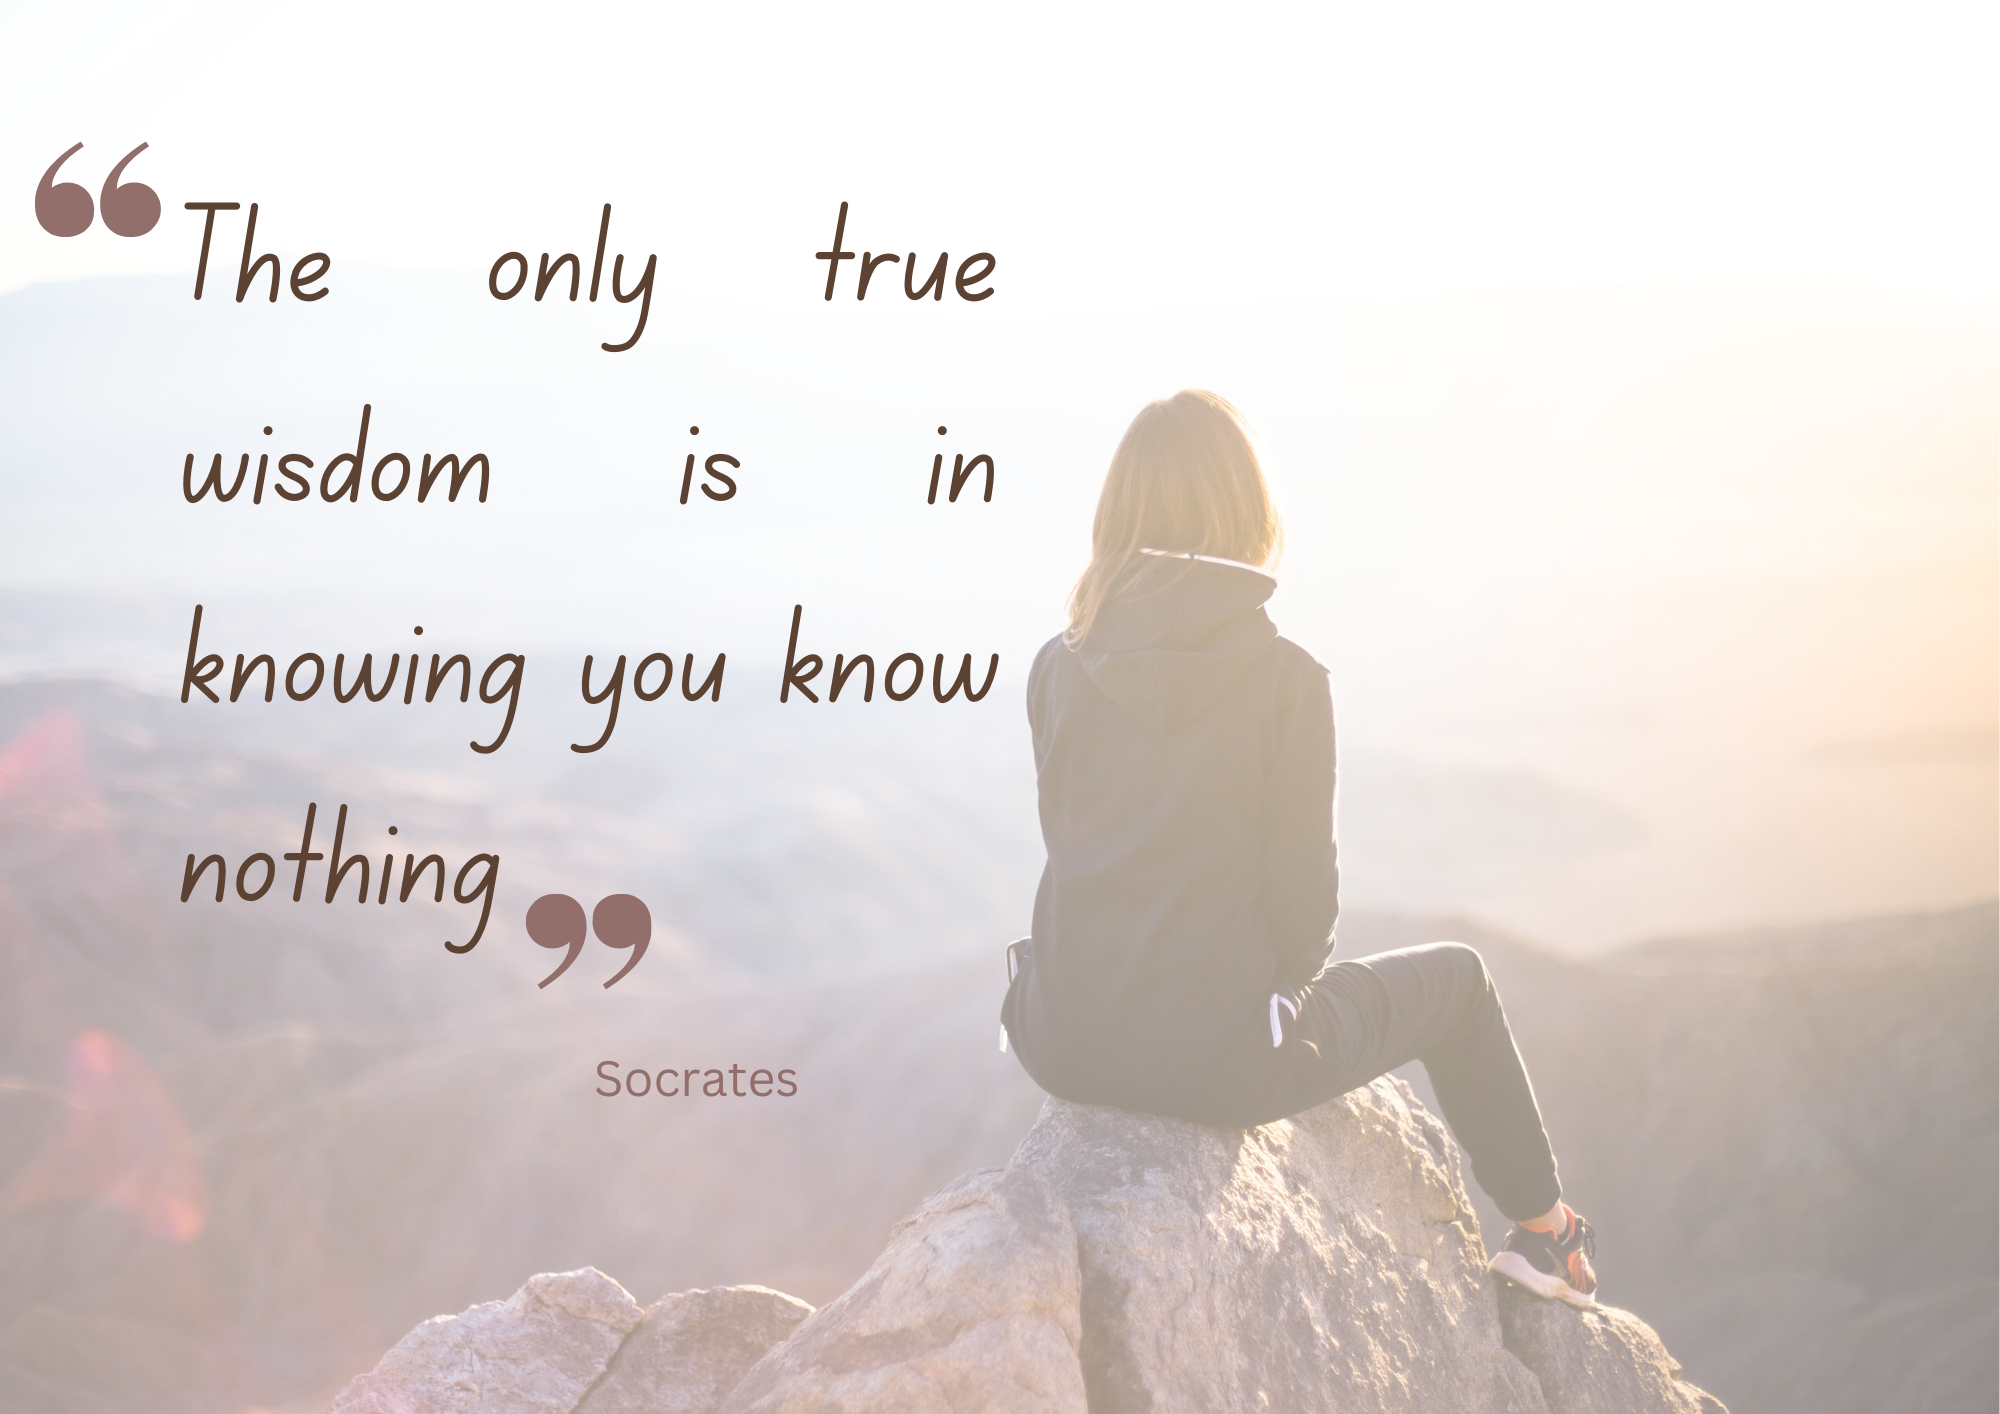 “The only true
wisdom is in
knowing you know
nothing”
Socrates